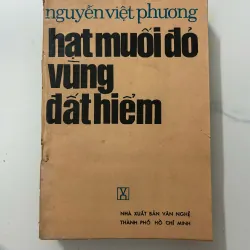 nguyễn việt phương
hạt muối đỏ
vùng
đất hiểm
NHÀ XUẤT BẢN VĂN NGHỆ
THÀNH PHỐ HỒ CHÍ MINH